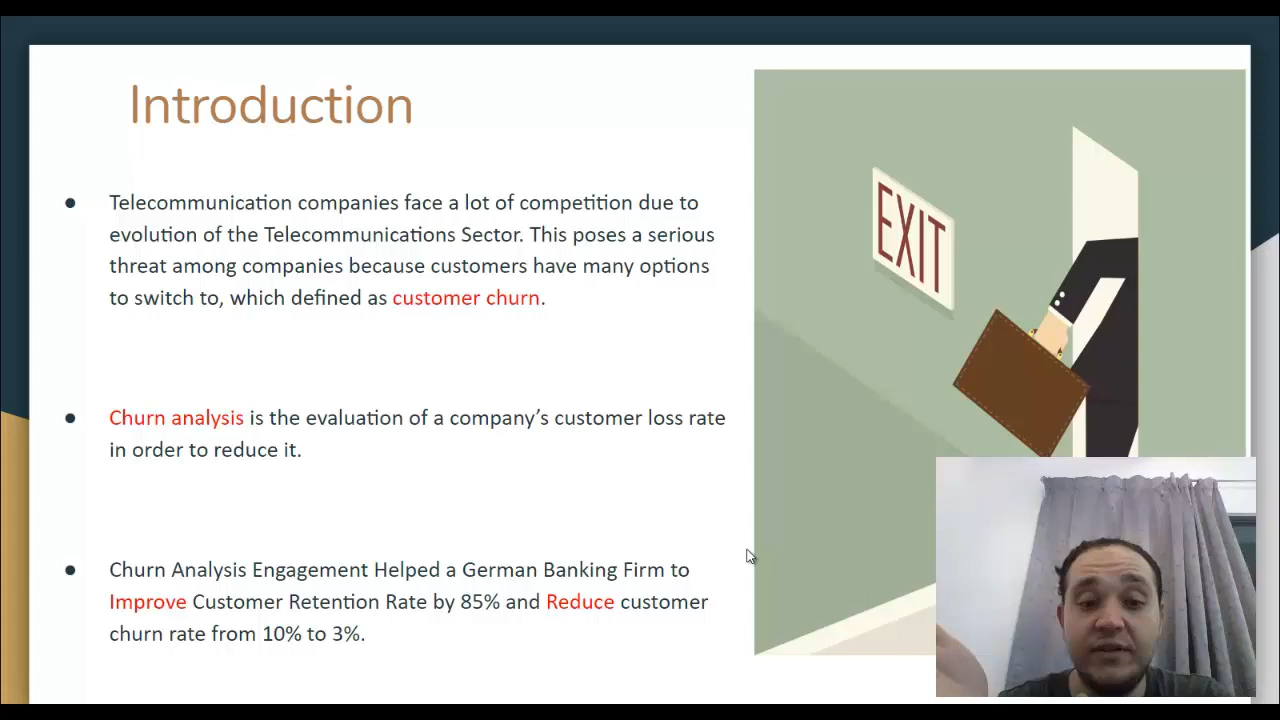 Introduction
● Telecommunication companies face a lot of competition due to
evolution of the Telecommunications Sector. This poses a serious
threat among companies because customers have many options
to switch to, which defined as customer churn.
● Churn analysis is the evaluation of a company’s customer loss rate
in order to reduce it.
● Churn Analysis Engagement Helped a German Banking Firm to
Improve Customer Retention Rate by 85% and Reduce customer
churn rate from 10% to 3%.
EXIT